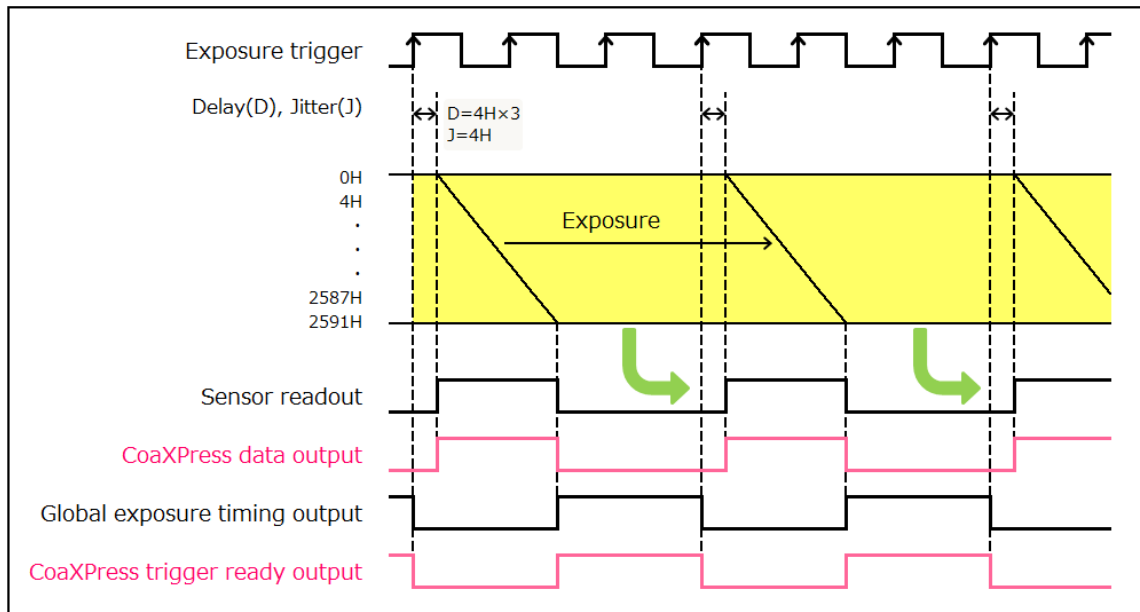 Exposure trigger
Delay(D), Jitter(J)
D=4H×3
J=4H
0H
4H
.
.
.
2587H
2591H
Exposure
Sensor readout
CoaXPress data output
Global exposure timing output
CoaXPress trigger ready output